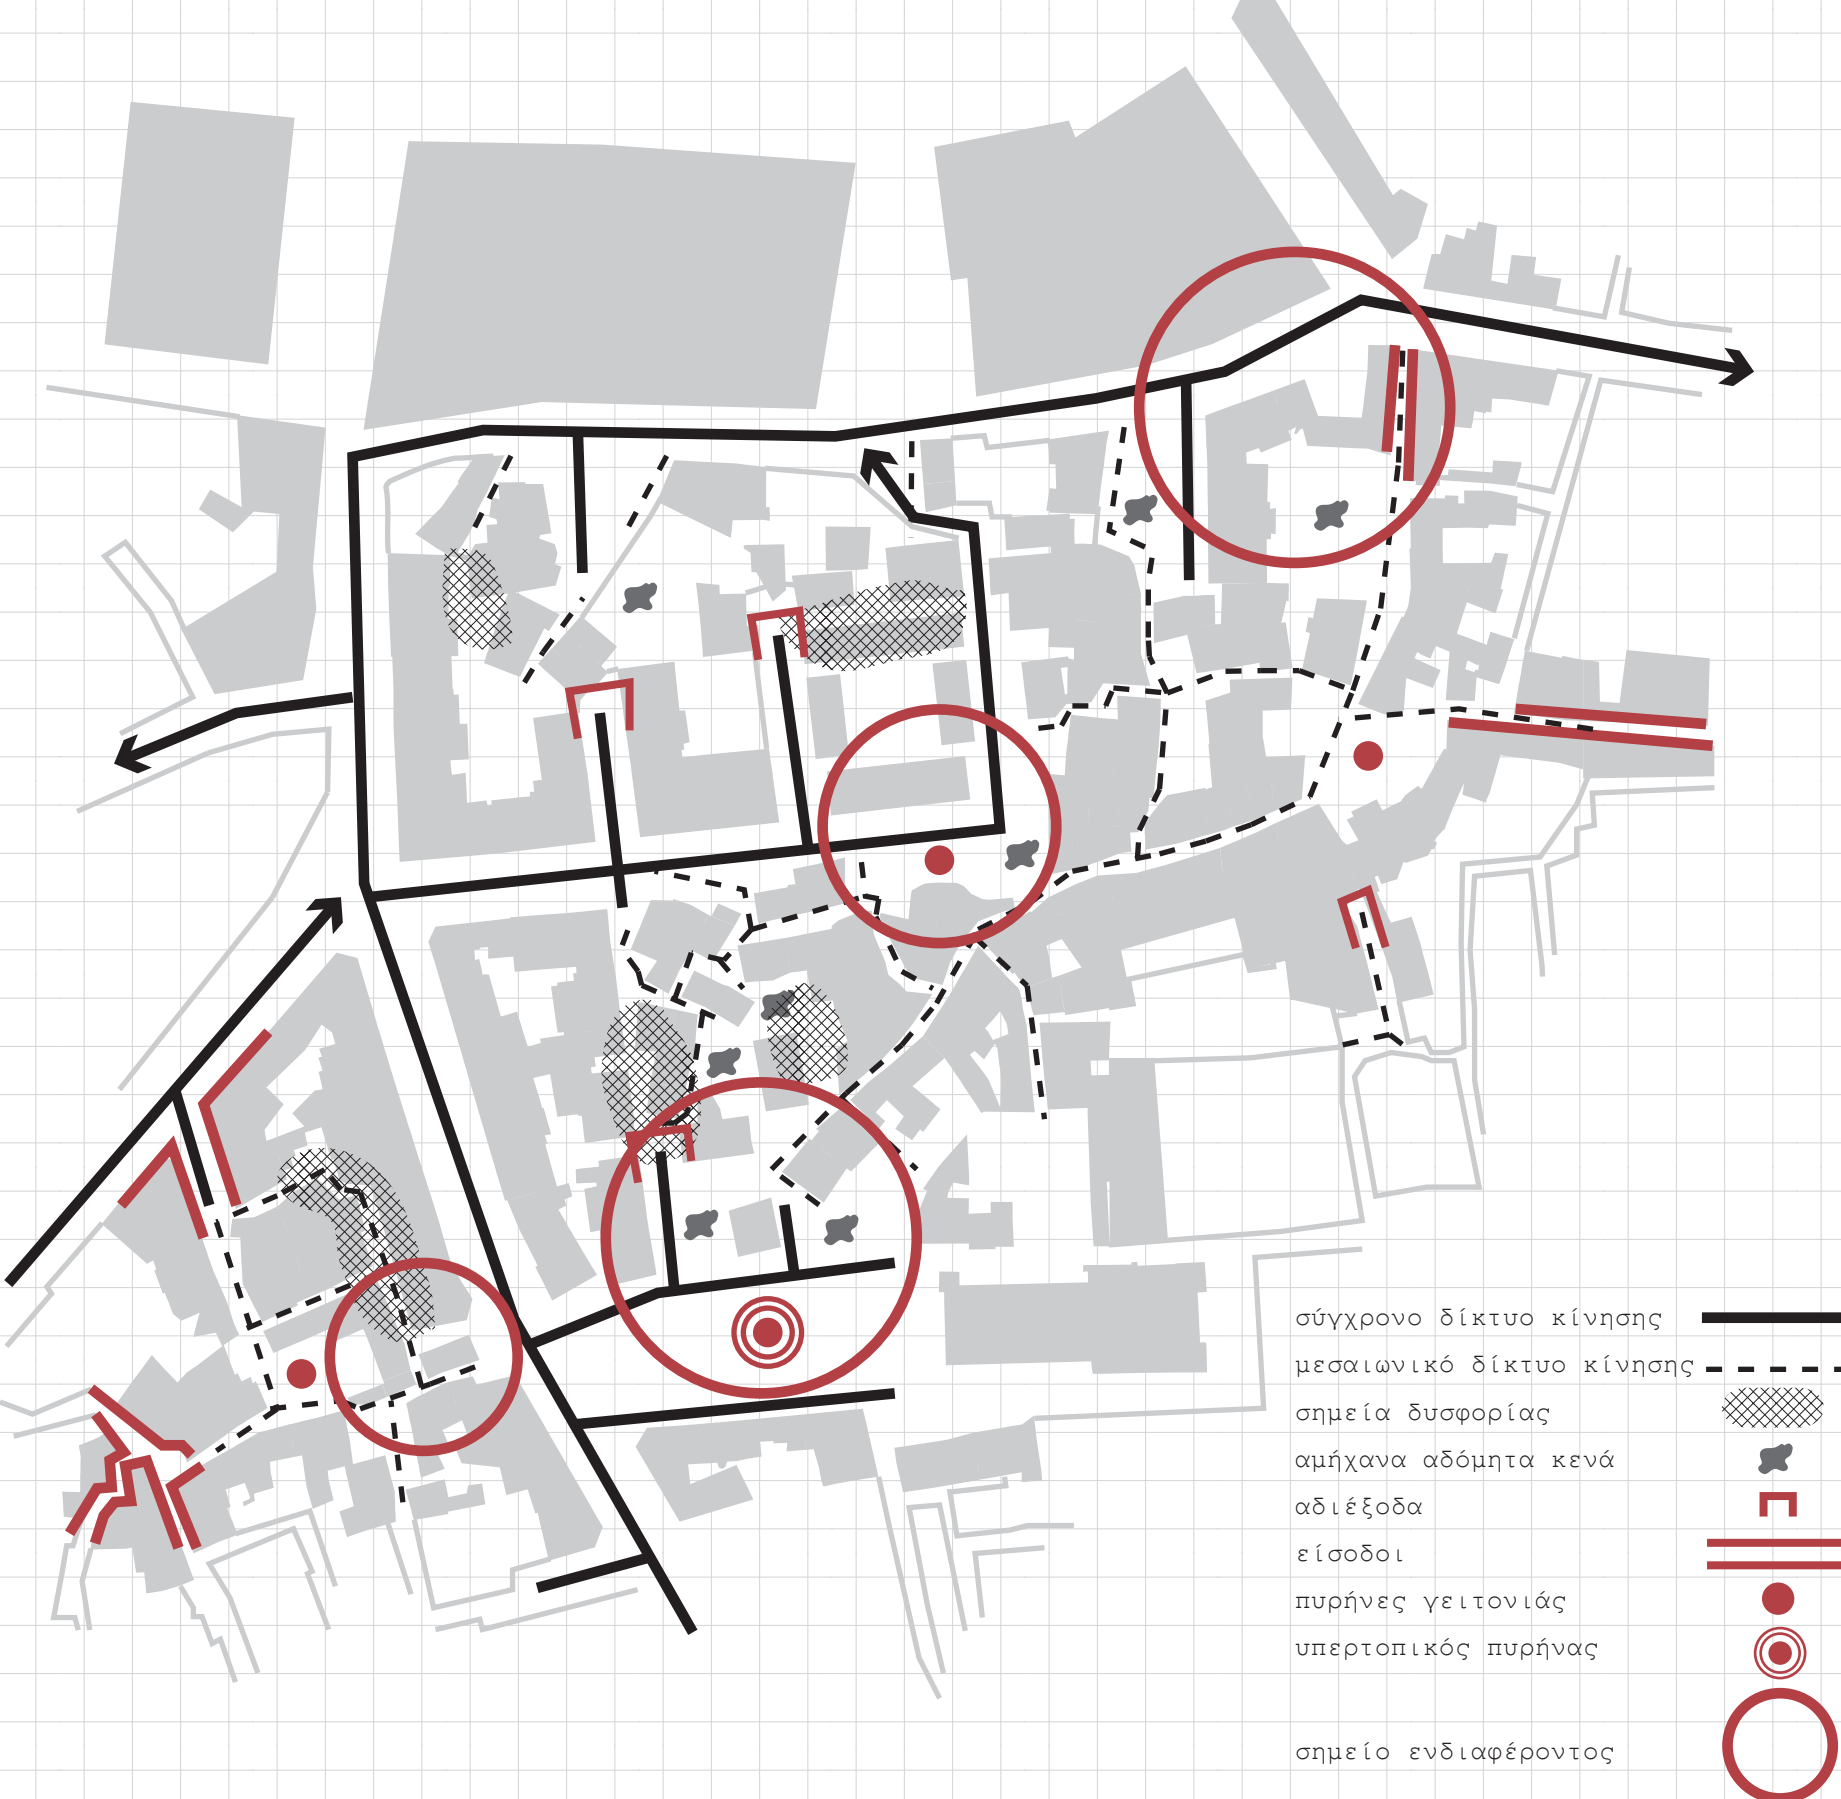 σύγχρονο δίκτυο κίνησης
μεσαιωνικό δίκτυο κίνησης
σημεία δυσφορίας
αμήχανα αδόμητα κενά
αδιέξοδα
είσοδοι
πυρήνες γειτονιάς
υπερτοπικός πυρήνας
σημείο ενδιαφέροντος